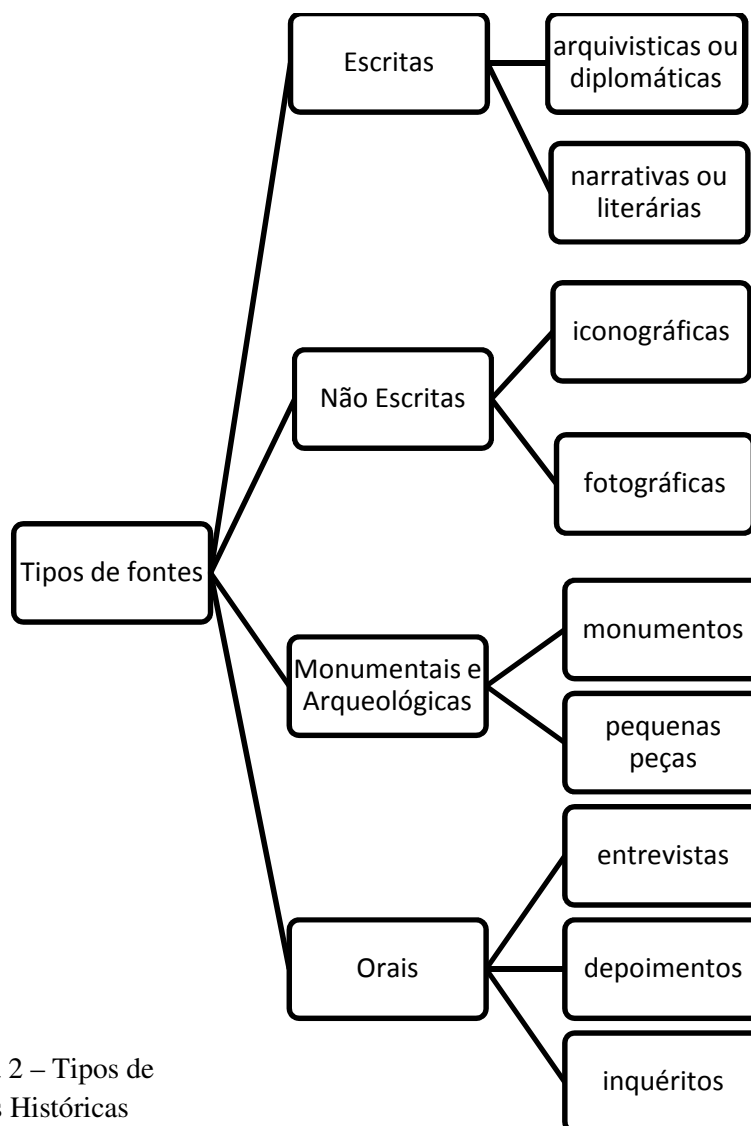 Escritas
arquivisticas ou
diplomáticas
narrativas ou
literárias
Não Escritas
iconográficas
fotográficas
Tipos de fontes
Monumentais e
Arqueológicas
monumentos
pequenas
peças
Orais
entrevistas
depoimentos
inquéritos
2 – Tipos de
Históricas